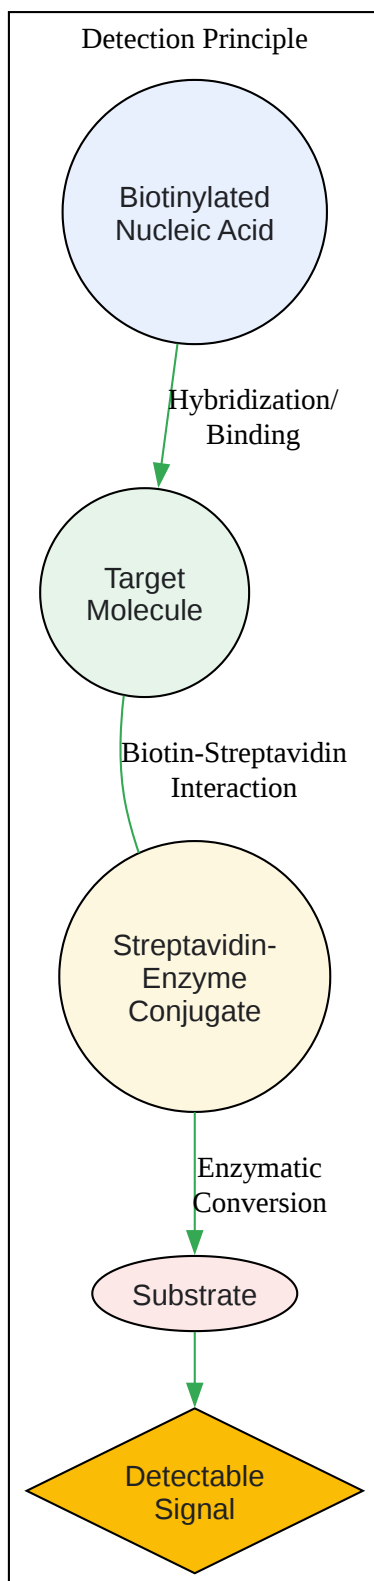 Detection Principle
Biotinylated
Nucleic Acid
Hybridization/
Binding
Target
Molecule
Biotin-Streptavidin
Interaction
Streptavidin-
Enzyme
Conjugate
Enzymatic
Conversion
Substrate
Detectable
Signal